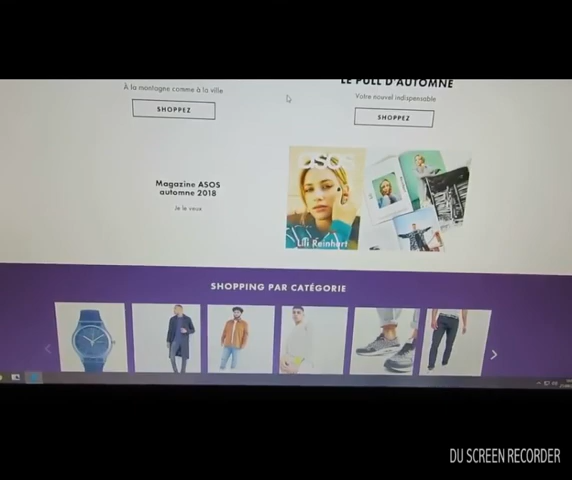 À la montagne comme à la ville
SHOPPEZ
LE PULL D'AUTOMNE
Votre nouvel indispensable
SHOPPEZ
Magazine ASOS
automne 2018
Je le veux
asos
Lili Reinhart
SHOPPING PAR CATÉGORIE
DU SCREEN RECORDER